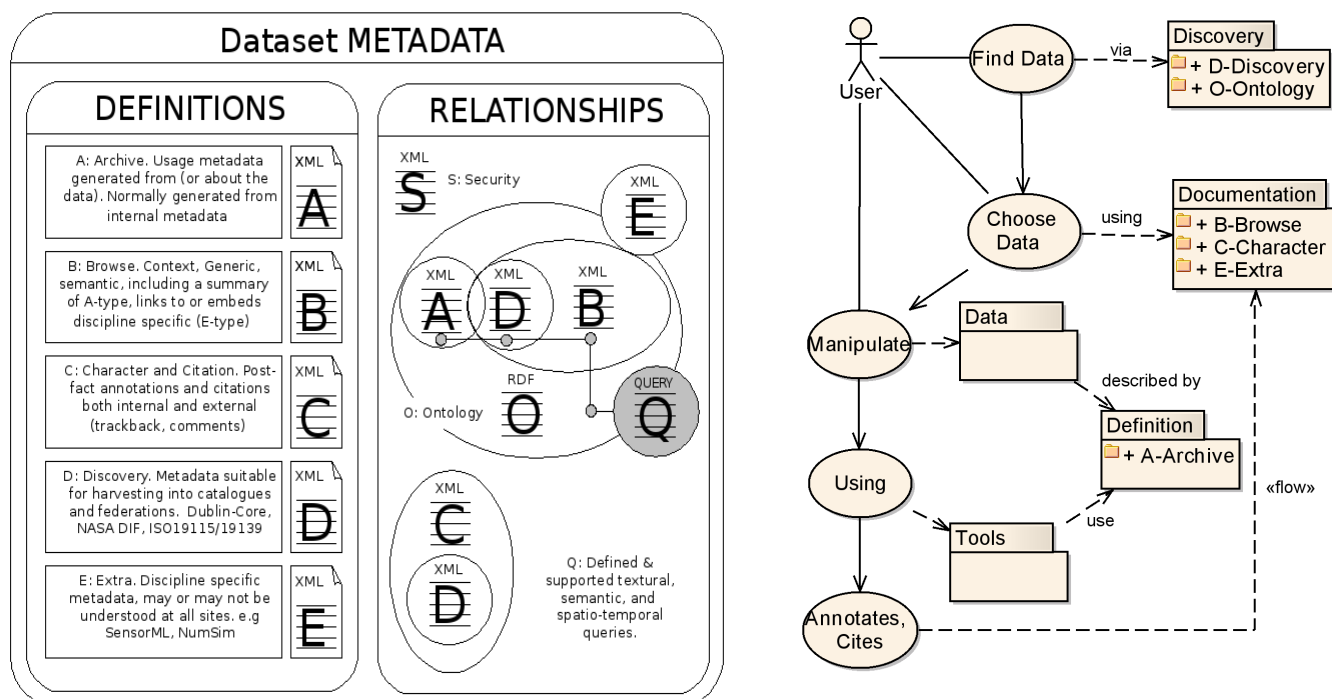 Dataset METADATA
DEFINITIONS
A: Archive. Usage metadata
generated from (or about the
data). Normally generated from
internal metadata
XML
A
B: Browse. Context, Generic,
semantic, including a summary
of A-type, links to or embeds
discipline specific (E-type)
XML
B
C: Character and Citation. Post-
fact annotations and citations
both internal and external
(trackback, comments)
XML
C
D: Discovery. Metadata suitable
for harvesting into catalogues
and federations. Dublin-Core,
NASA DIF, ISO19115/19139
XML
D
E: Extra. Discipline specific
metadata, may or may not be
understood at all sites. e.g
SensorML, NumSim
XML
E
RELATIONSHIPS
XML
S
S: Security
XML
E
XML
A
XML
D
XML
B
O: Ontology
RDF
O
QUERY
Q
XML
C
XML
D
Q: Defined &
supported textural,
semantic, and
spatio-temporal
queries.
User
Find Data
via
Discovery
+ D-Discovery
+ O-Ontology
Choose
Data
using
Documentation
+ B-Browse
+ C-Character
+ E-Extra
Manipulate
Data
described by
Definition
+ A-Archive
Using
Tools
use
«flow»
Annotates,
Cites